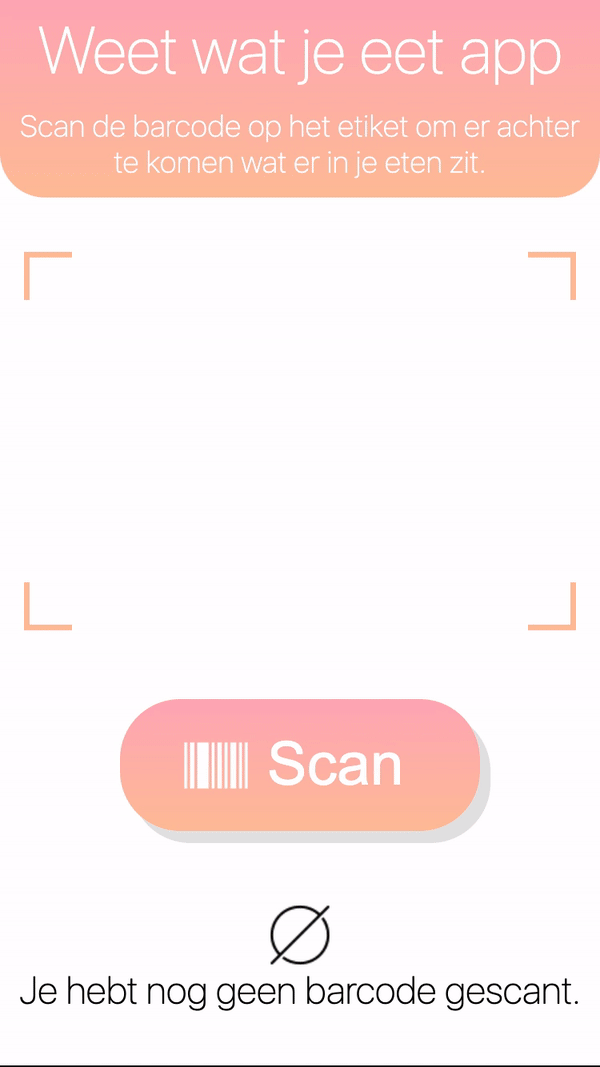 Weet wat je eet app
Scan de barcode op het etiket om er achter
te komen wat er in je eten zit.
Scan
Je hebt nog geen barcode gescant.